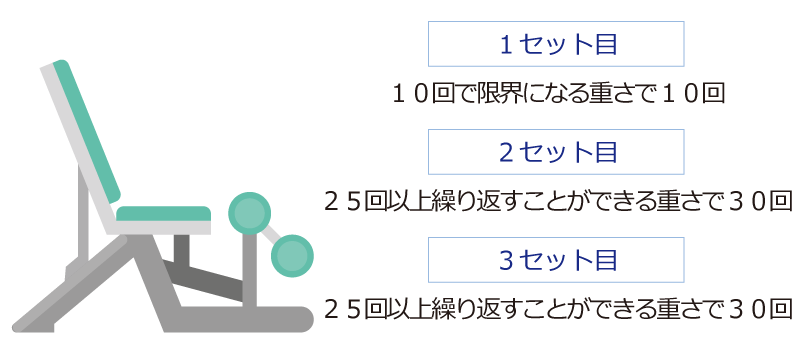 １セット目
１０回で限界になる重さで１０回
２セット目
２５回以上繰り返すことができる重さで３０回
３セット目
２５回以上繰り返すことができる重さで３０回